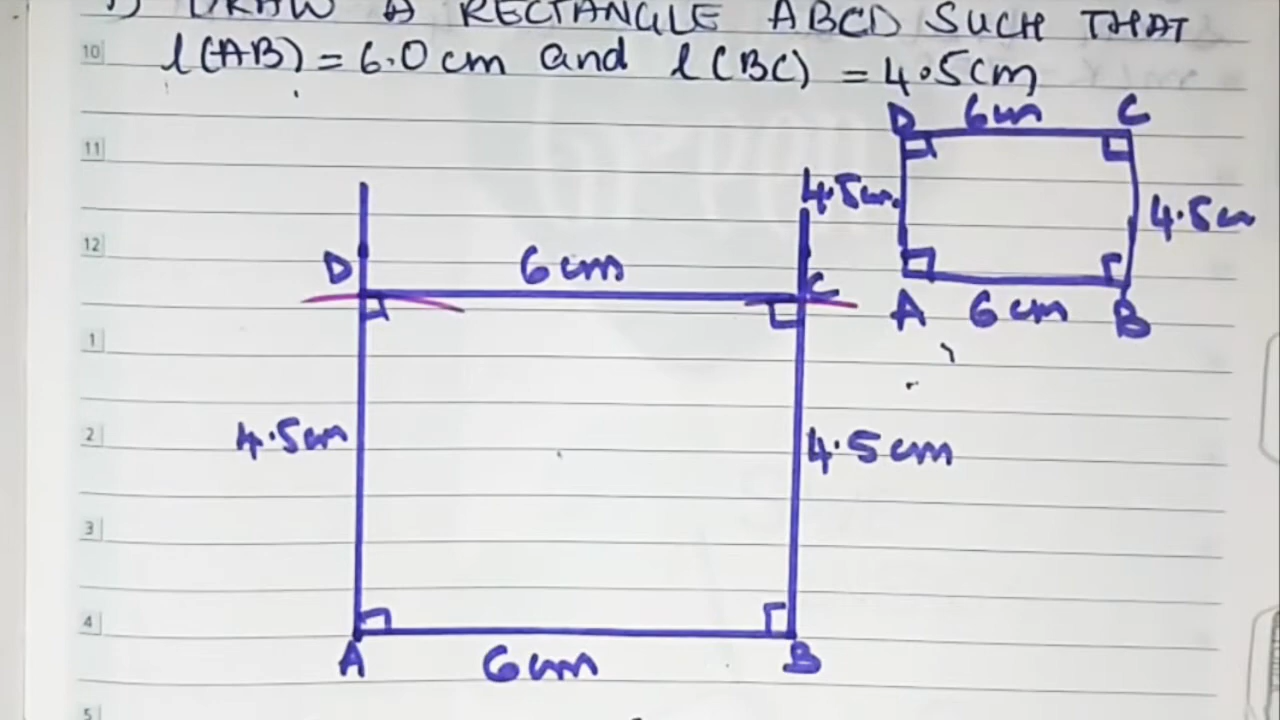 1) DRAW A RECTANGLE ABCD SUCH THAT
10 l(AB) = 6.0 cm and l(BC) = 4.5cm
D 6cm C
11
4.5cm. 4.5cm
12
D 6cm C
A 6cm B
1
2 4.5cm 4.5cm
3
4
A 6cm B
5